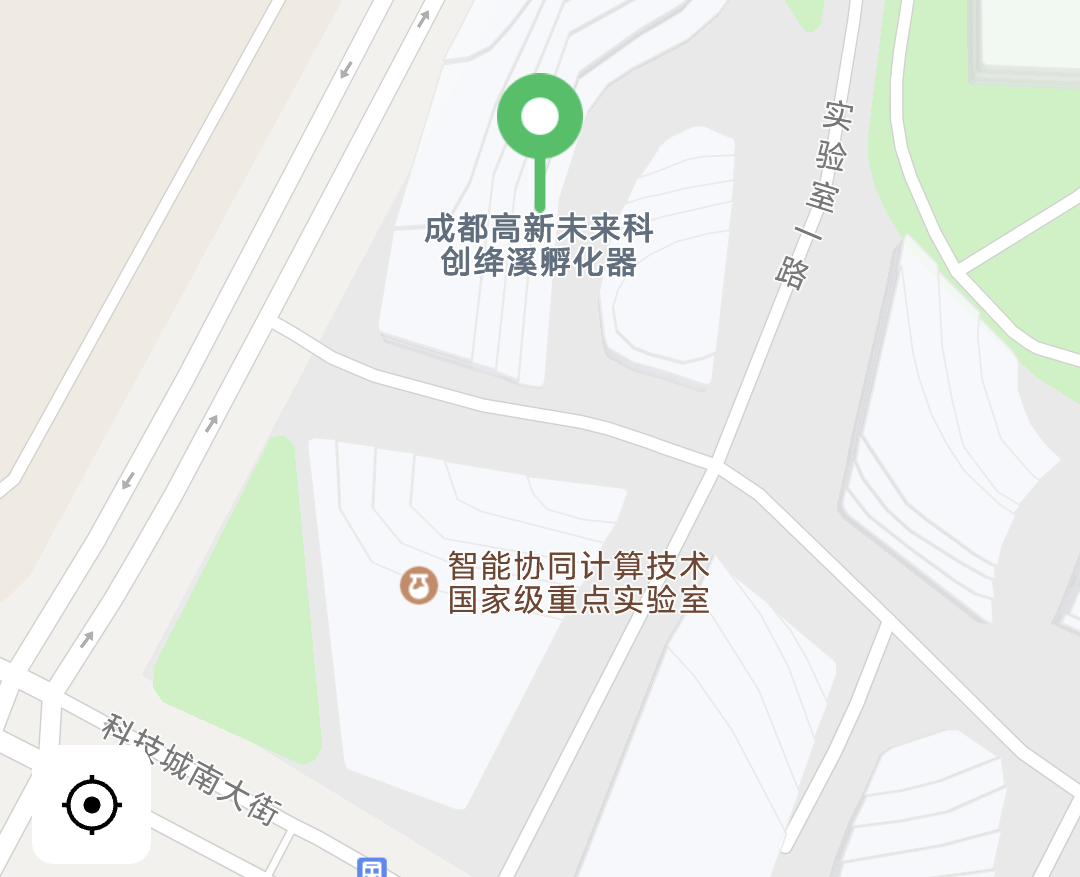 实验室一路
成都高新未来科
创绛溪孵化器
智能协同计算技术
国家级重点实验室
科技城南大街